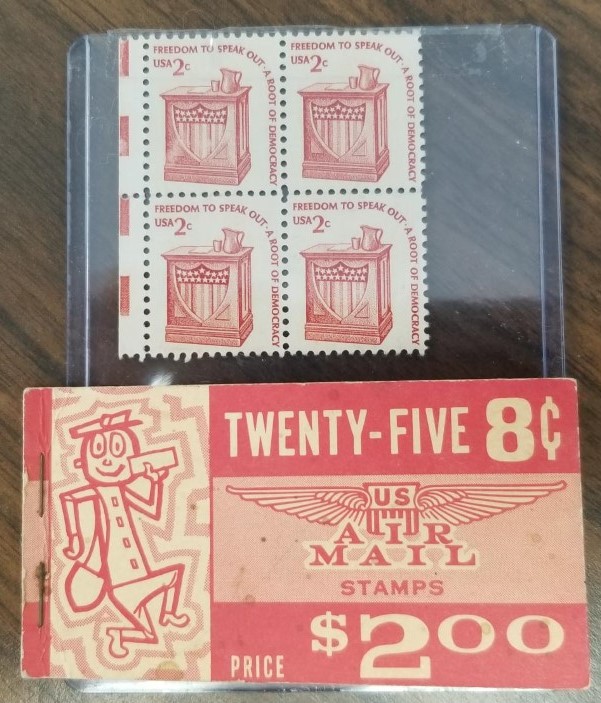 FREEDOM TO SPEAK OUT · A ROOT OF DEMOCRACY
USA 2c
FREEDOM TO SPEAK OUT · A ROOT OF DEMOCRACY
USA 2c
FREEDOM TO SPEAK OUT · A ROOT OF DEMOCRACY
USA 2c
FREEDOM TO SPEAK OUT · A ROOT OF DEMOCRACY
USA 2c
TWENTY-FIVE 8¢
US
AIR
MAIL
STAMPS
PRICE $200